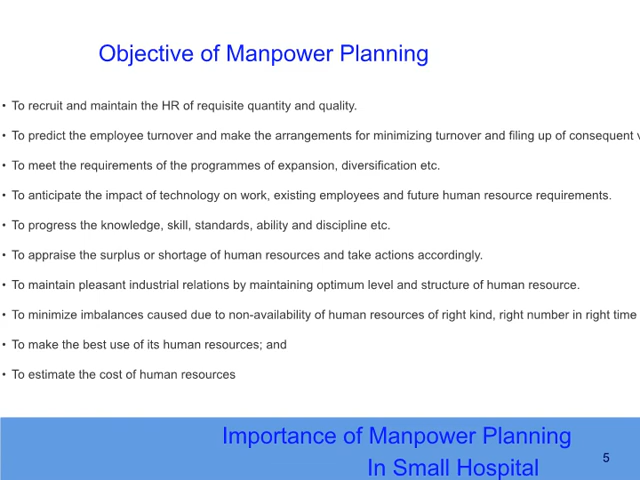 Objective of Manpower Planning
• To recruit and maintain the HR of requisite quantity and quality.
• To predict the employee turnover and make the arrangements for minimizing turnover and filing up of consequent
• To meet the requirements of the programmes of expansion, diversification etc.
• To anticipate the impact of technology on work, existing employees and future human resource requirements.
• To progress the knowledge, skill, standards, ability and discipline etc.
• To appraise the surplus or shortage of human resources and take actions accordingly.
• To maintain pleasant industrial relations by maintaining optimum level and structure of human resource.
• To minimize imbalances caused due to non-availability of human resources of right kind, right number in right time
• To make the best use of its human resources; and
• To estimate the cost of human resources
Importance of Manpower Planning
In Small Hospital
5